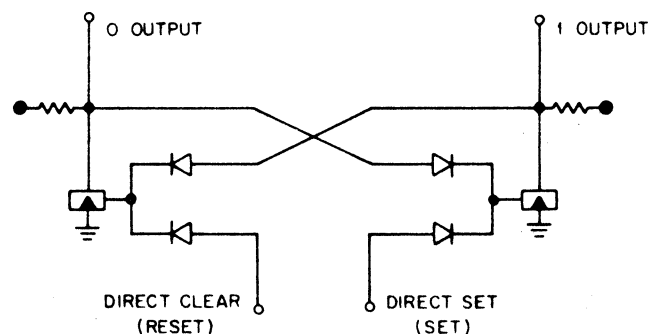 0 OUTPUT
1 OUTPUT
DIRECT CLEAR
(RESET)
DIRECT SET
(SET)